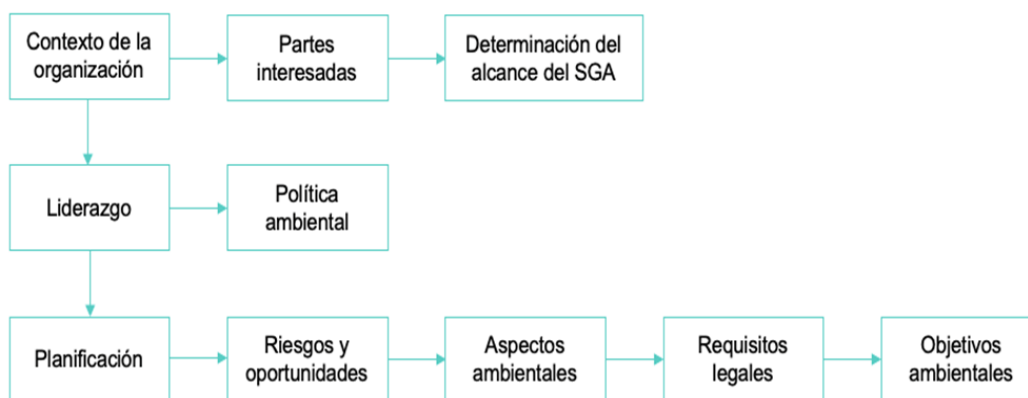 Contexto de la
organización
Partes
interesadas
Determinación del
alcance del SGA
Liderazgo
Política
ambiental
Planificación
Riesgos y
oportunidades
Aspectos
ambientales
Requisitos
legales
Objetivos
ambientales